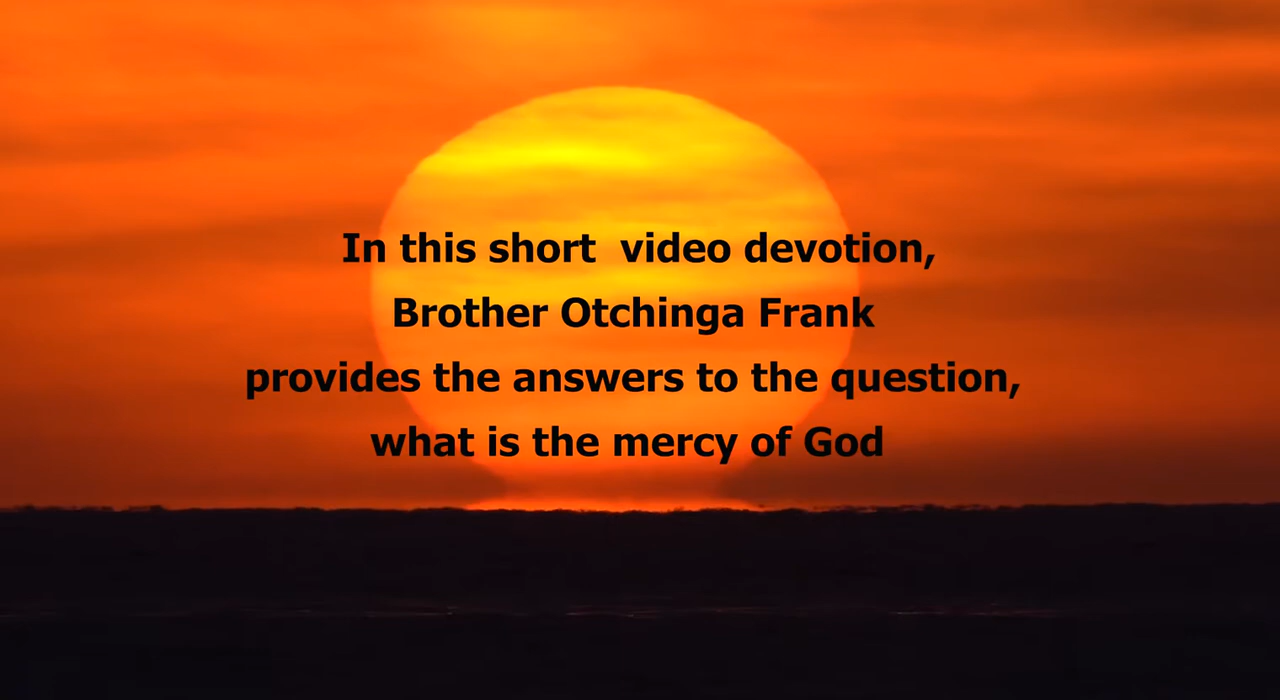 In this short  video devotion,
Brother Otchinga Frank
provides the answers to the question,
what is the mercy of God